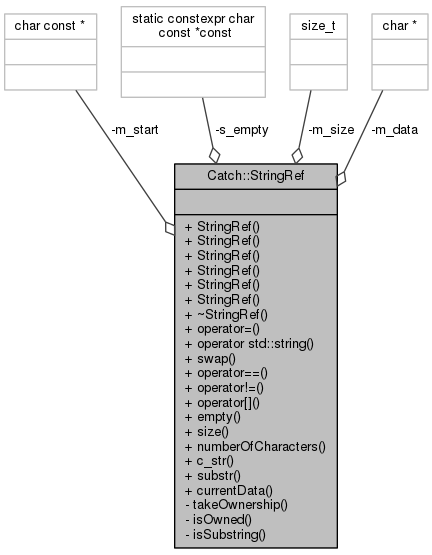 char const *
static constexpr char
const *const
size_t
char *
-m_start
-s_empty
-m_size
-m_data
Catch::StringRef
+ StringRef()
+ StringRef()
+ StringRef()
+ StringRef()
+ StringRef()
+ StringRef()
+ ~StringRef()
+ operator=()
+ operator std::string()
+ swap()
+ operator==()
+ operator!=()
+ operator[]()
+ empty()
+ size()
+ numberOfCharacters()
+ c_str()
+ substr()
+ currentData()
- takeOwnership()
- isOwned()
- isSubstring()